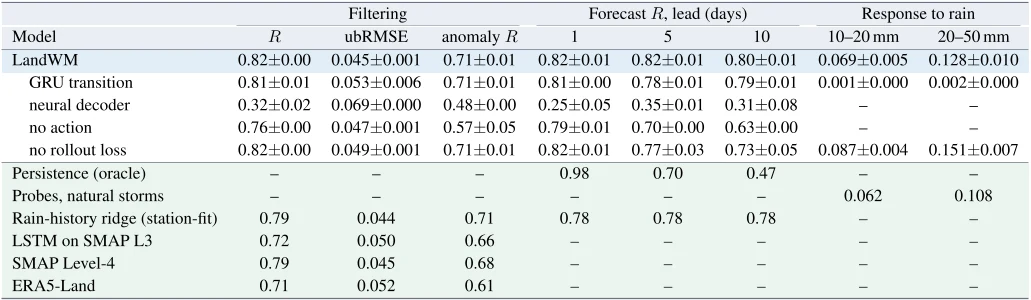 Filtering Forecast R, lead (days) Response to rain
Model R ubRMSE anomaly R 1 5 10 10–20 mm 20–50 mm
LandWM 0.82±0.00 0.045±0.001 0.71±0.01 0.82±0.01 0.82±0.01 0.80±0.01 0.069±0.005 0.128±0.010
GRU transition 0.81±0.01 0.053±0.006 0.71±0.01 0.81±0.00 0.78±0.01 0.79±0.01 0.001±0.000 0.002±0.000
neural decoder 0.32±0.02 0.069±0.000 0.48±0.00 0.25±0.05 0.35±0.01 0.31±0.08 – –
no action 0.76±0.00 0.047±0.001 0.57±0.05 0.79±0.01 0.70±0.00 0.63±0.00 – –
no rollout loss 0.82±0.00 0.049±0.001 0.71±0.01 0.82±0.01 0.77±0.03 0.73±0.05 0.087±0.004 0.151±0.007
Persistence (oracle) – – – 0.98 0.70 0.47 – –
Probes, natural storms – – – – – – 0.062 0.108
Rain-history ridge (station-fit) 0.79 0.044 0.71 0.78 0.78 0.78 – –
LSTM on SMAP L3 0.72 0.050 0.66 – – – – –
SMAP Level-4 0.79 0.045 0.68 – – – – –
ERA5-Land 0.71 0.052 0.61 – – – – –